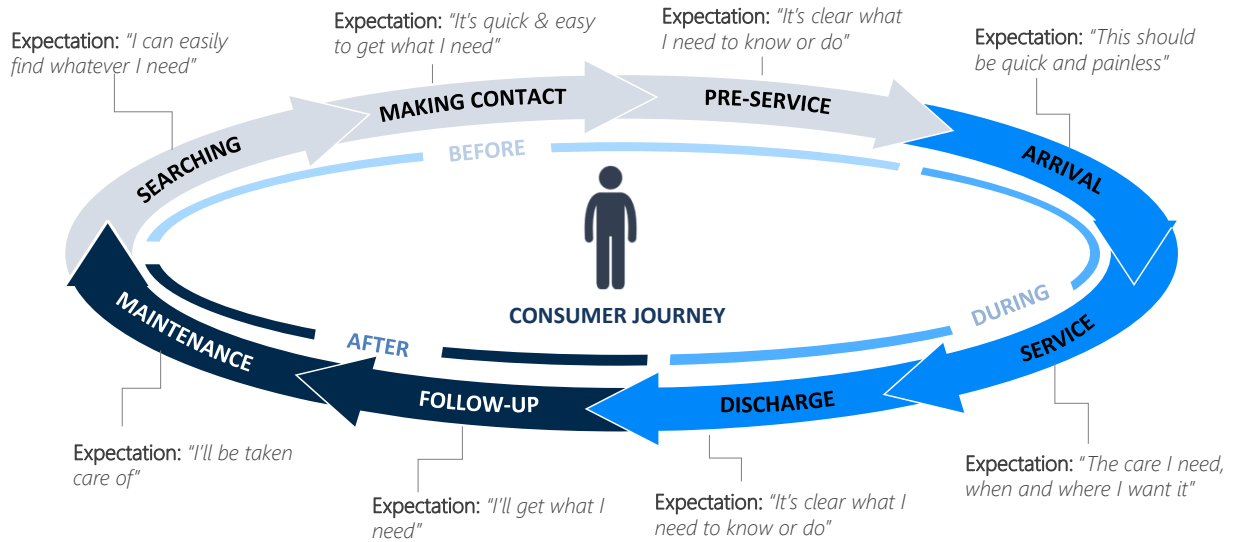 Expectation: "I can easily
find whatever I need"
Expectation: "It's quick & easy
to get what I need"
Expectation: "It's clear what
I need to know or do"
Expectation: "This should
be quick and painless"
SEARCHING
MAKING CONTACT
PRE-SERVICE
ARRIVAL
BEFORE
CONSUMER JOURNEY
DURING
AFTER
SERVICE
DISCHARGE
FOLLOW-UP
MAINTENANCE
Expectation: "I'll be taken
care of"
Expectation: "I'll get what I
need"
Expectation: "It's clear what I
need to know or do"
Expectation: "The care I need,
when and where I want it"